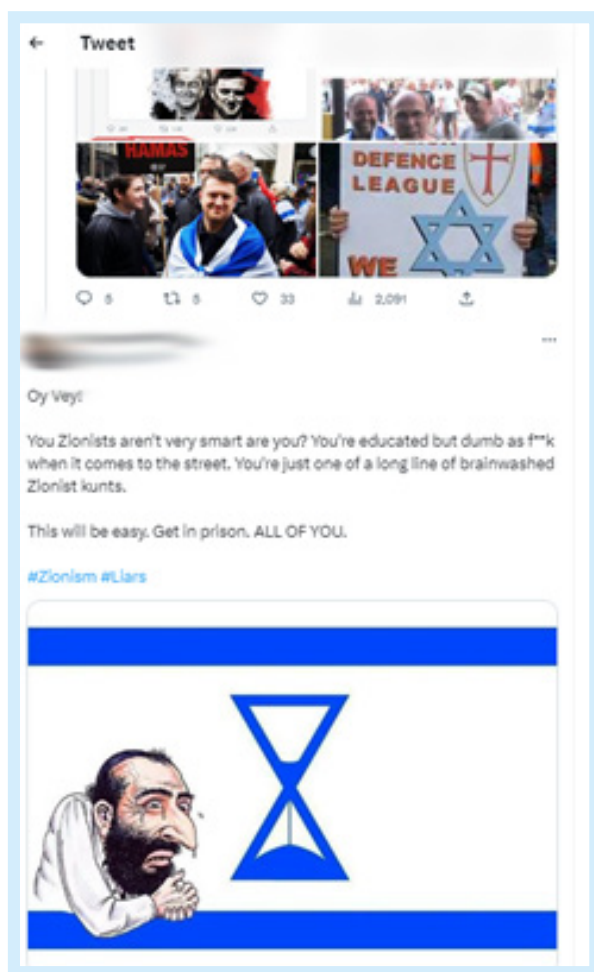 Tweet
HAMAS
DEFENCE
LEAGUE
WE
5 5 33 2,091
Oy Vey!
You Zionists aren't very smart are you? You're educated but dumb as f**k
when it comes to the street. You're just one of a long line of brainwashed
Zionist kunts.
This will be easy. Get in prison. ALL OF YOU.
#Zionism #Liars